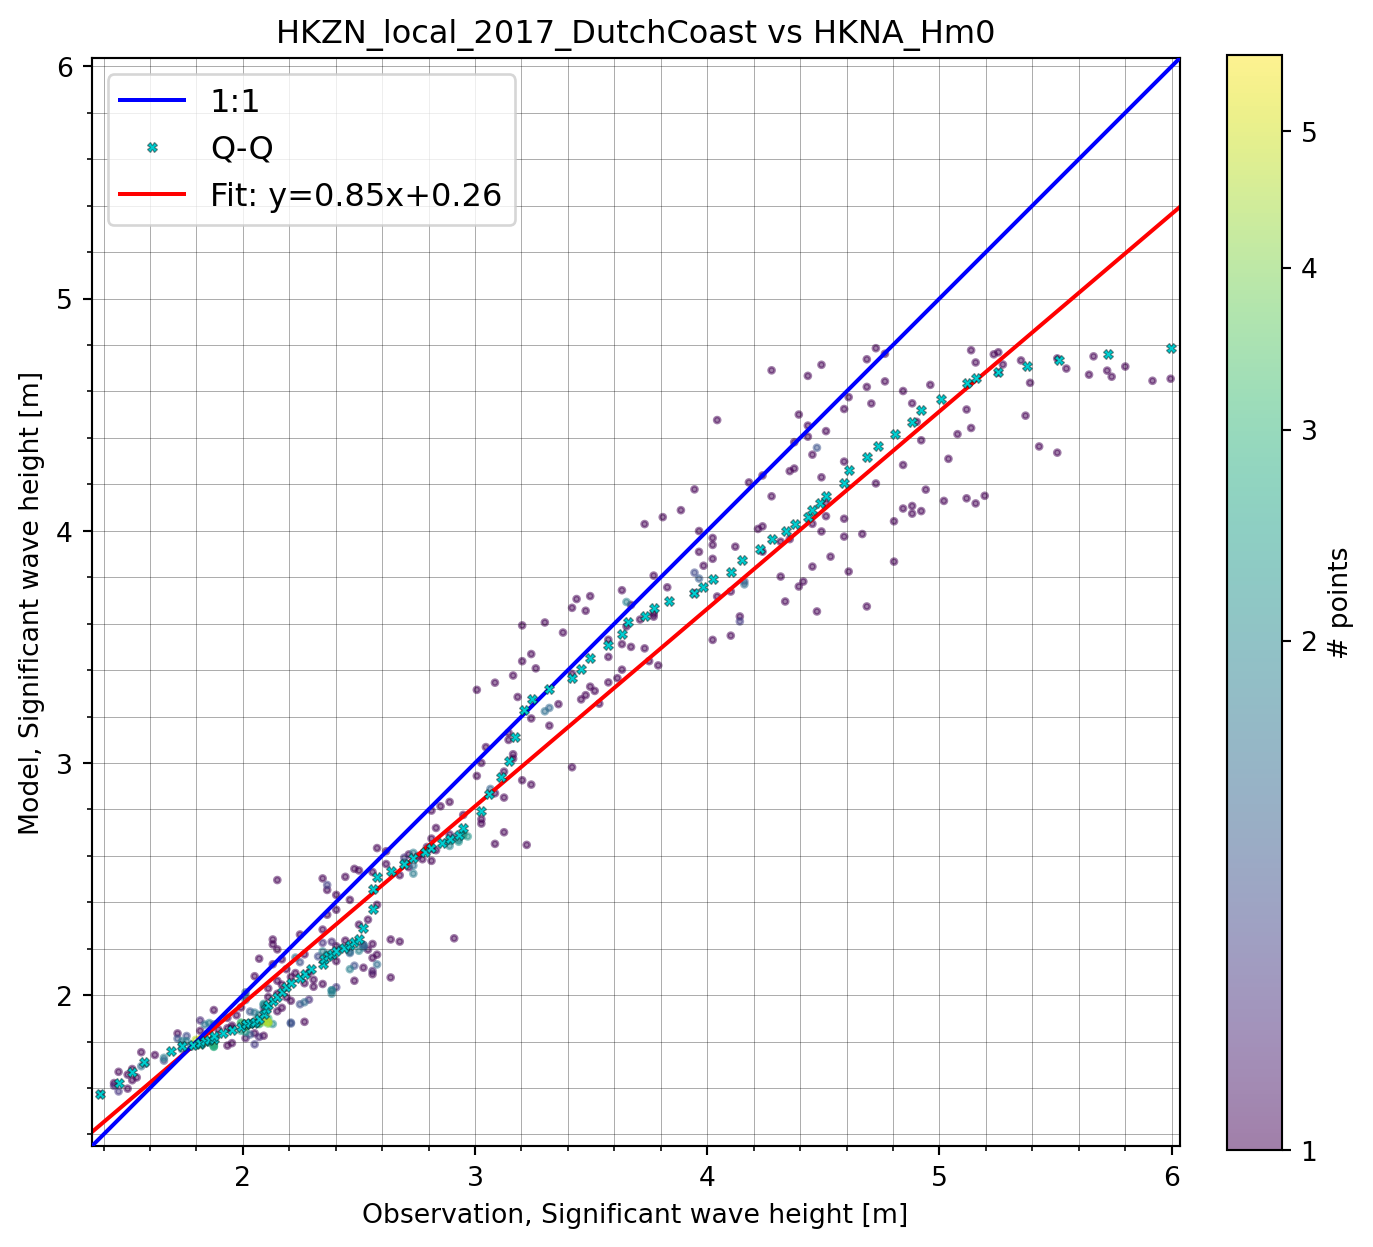 HKZN_local_2017_DutchCoast vs HKNA_Hm0
1:1
Q-Q
Fit: y=0.85x+0.26
6
5
4
3
2
Model, Significant wave height [m]
2
3
4
5
6
Observation, Significant wave height [m]
5
4
3
2
1
# points